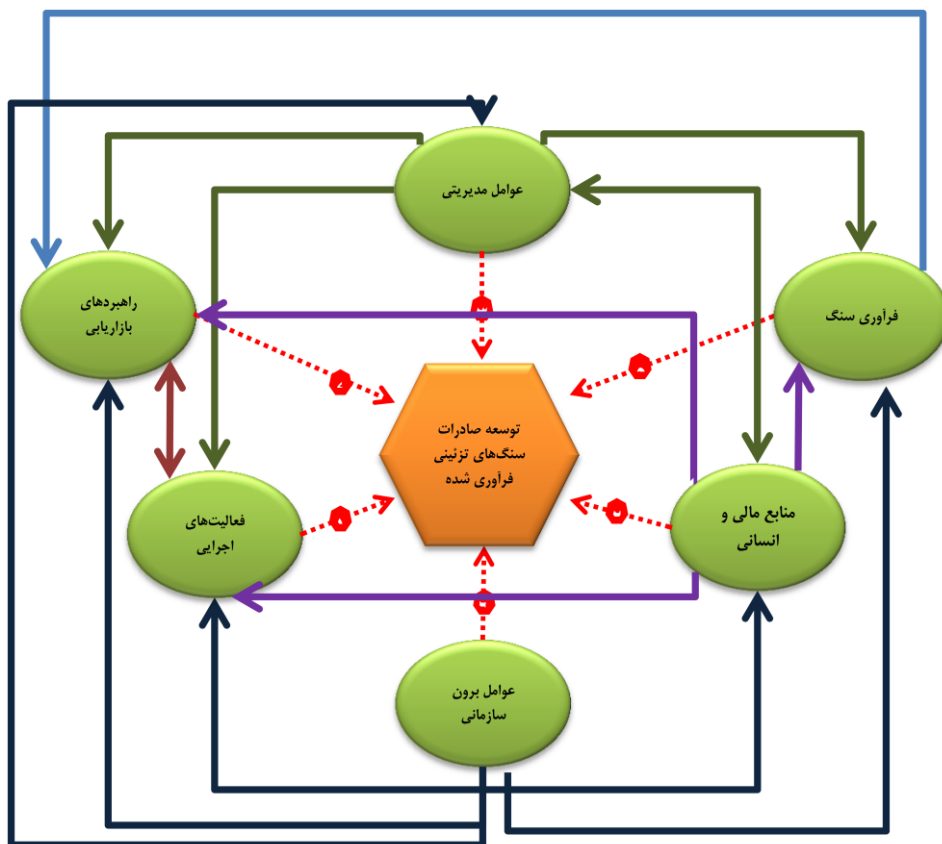 عوامل مدیریتی
راهبردهای
بازاریابی
فرآوری سنگ
توسعه صادرات
سنگ‌های تزئینی
فرآوری شده
فعالیت‌های
اجرایی
منابع مالی و
انسانی
عوامل برون
سازمانی